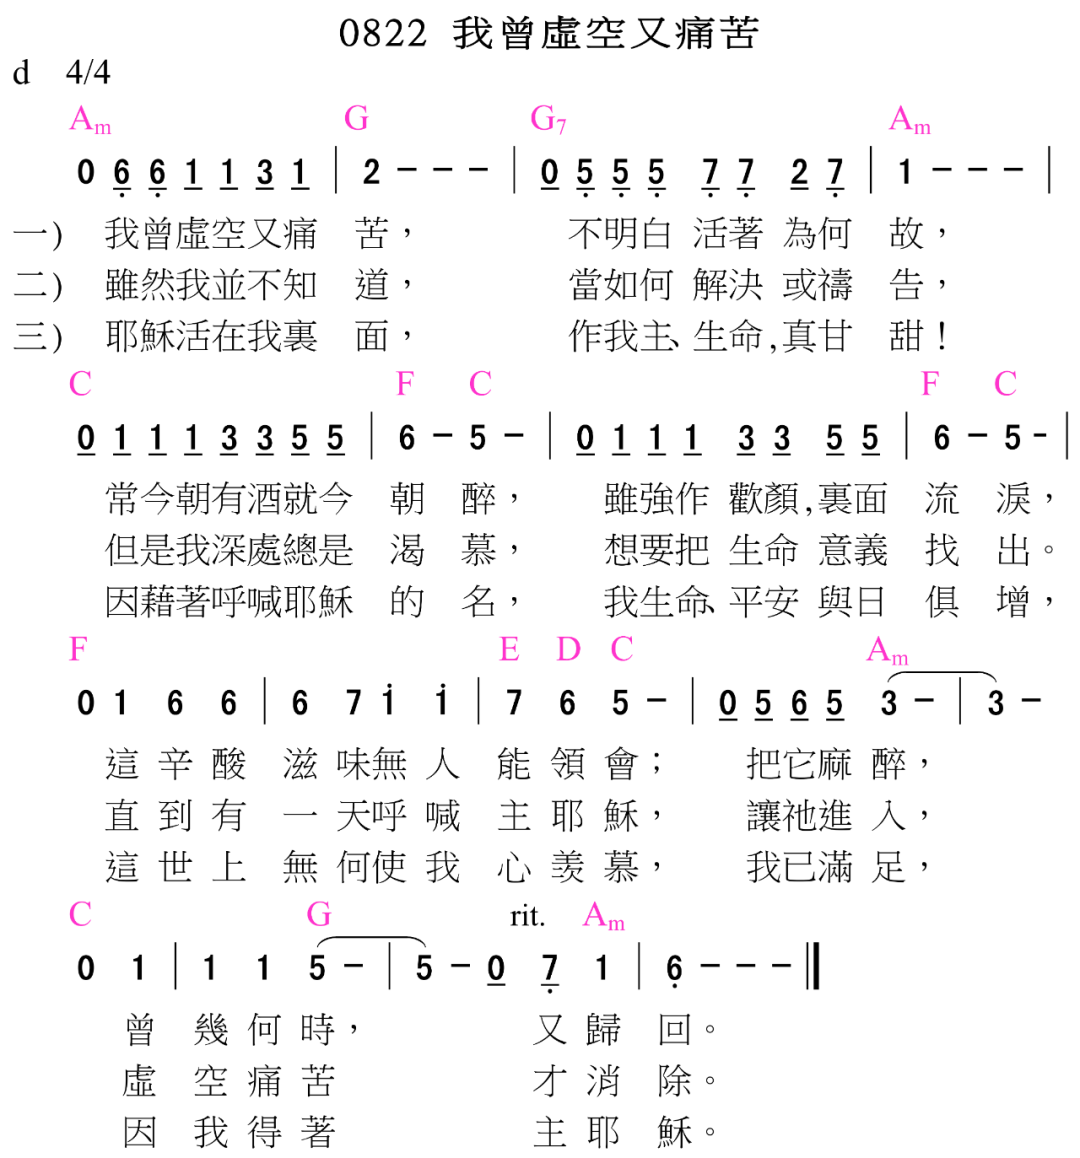 0822 我曾虛空又痛苦
d 4/4
Am G G7 Am
0 6 6 1 1 3 1 | 2 - - - | 0 5 5 5 7 7 2 7 | 1 - - - |
一) 我曾虛空又痛 苦， 不明白 活著 為何 故，
二) 雖然我並不知 道， 當如何 解決 或禱 告，
三) 耶穌活在我裏 面， 作我主、生命,真甘 甜！
C F C F C
0 1 1 1 3 3 5 5 | 6 - 5 - | 0 1 1 1 3 3 5 5 | 6 - 5 - |
常今朝有酒就今 朝 醉， 雖強作 歡顏,裏面 流 淚，
但是我深處總是 渴 慕， 想要把 生命 意義 找 出。
因藉著呼喊耶穌 的 名， 我生命、平安 與日 俱 增，
F E D C Am
0 1 6 6 | 6 7 i i | 7 6 5 - | 0 5 6 5 3 - | 3 -
這 辛 酸 滋 味無 人 能 領 會； 把它麻 醉，
直 到 有 一 天呼 喊 主 耶 穌， 讓祂進 入，
這 世 上 無 何使 我 心 羨 慕， 我已滿 足，
C G rit. Am
0 1 | 1 1 5 - | 5 - 0 7 1 | 6 - - - ‖
曾 幾 何 時， 又 歸 回。
虛 空 痛 苦 才 消 除。
因 我 得 著 主 耶 穌。